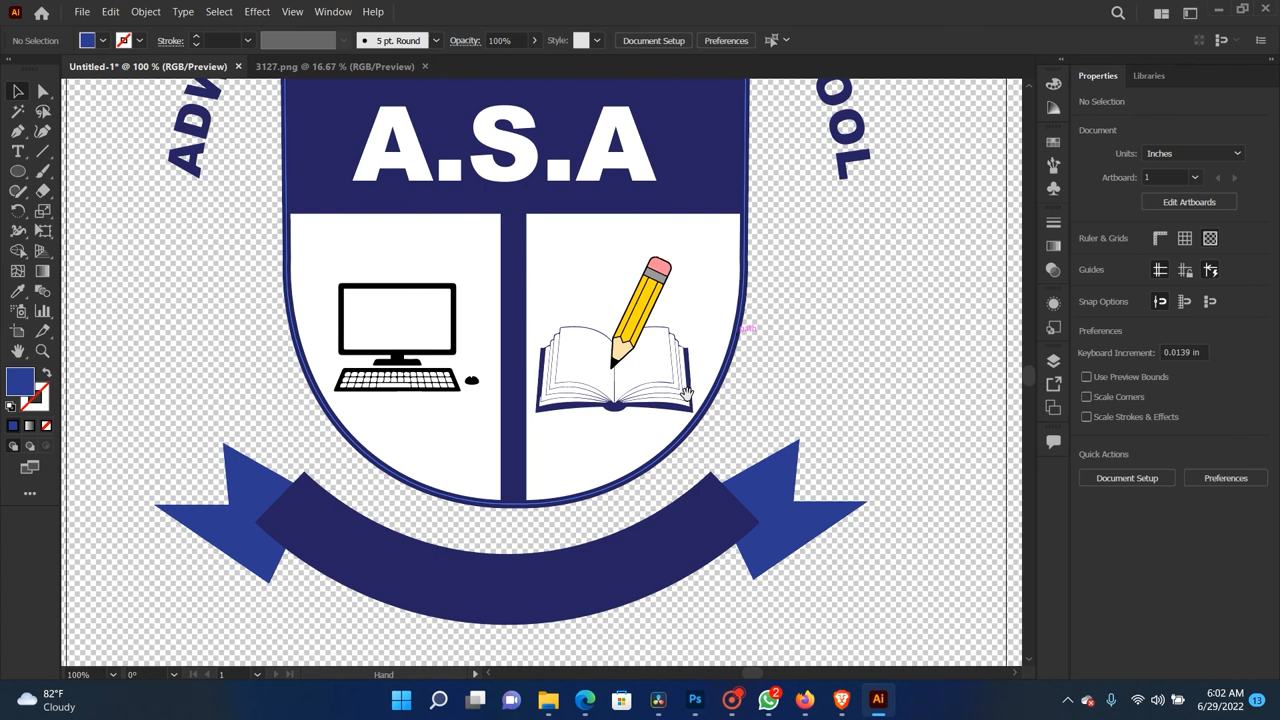 File Edit Object Type Select Effect View Window Help
No Selection Stroke: 5 pt. Round Opacity: 100% Style: Document Setup Preferences
Untitled-1* @ 100 % (RGB/Preview) × 3127.png @ 16.67 % (RGB/Preview) ×
Properties Libraries
No Selection
Document
Units: Inches
Artboard: 1
Edit Artboards
Ruler & Grids
Guides
Snap Options
Preferences
Keyboard Increment: 0.0139 in
Use Preview Bounds
Scale Corners
Scale Strokes & Effects
Quick Actions
Document Setup Preferences
A.S.A
path
100% 0° 1 Hand
82°F
Cloudy
2
6:02 AM
6/29/2022
13